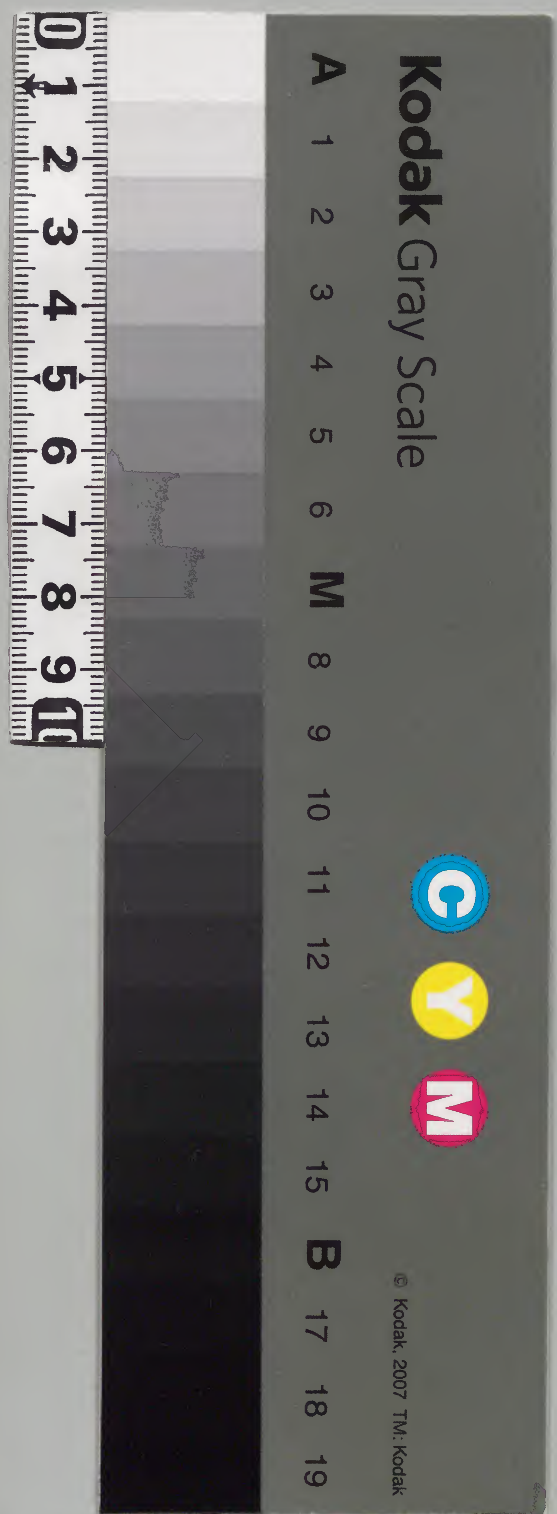 Kodak Gray Scale
C Y M
© Kodak, 2007 TM: Kodak
A 1 2 3 4 5 6 M 8 9 10 11 12 13 14 15 B 17 18 19
0 1 2 3 4 5 6 7 8 9 10